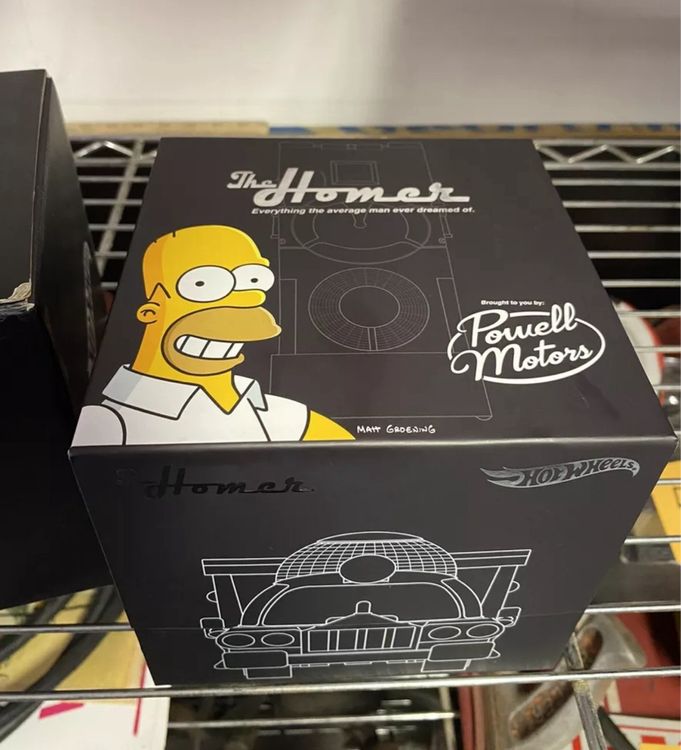 The Homer
Everything the average man ever dreamed of.
Brought to you by:
Powell
Motors
MATT GROENING
The Homer
HOT WHEELS